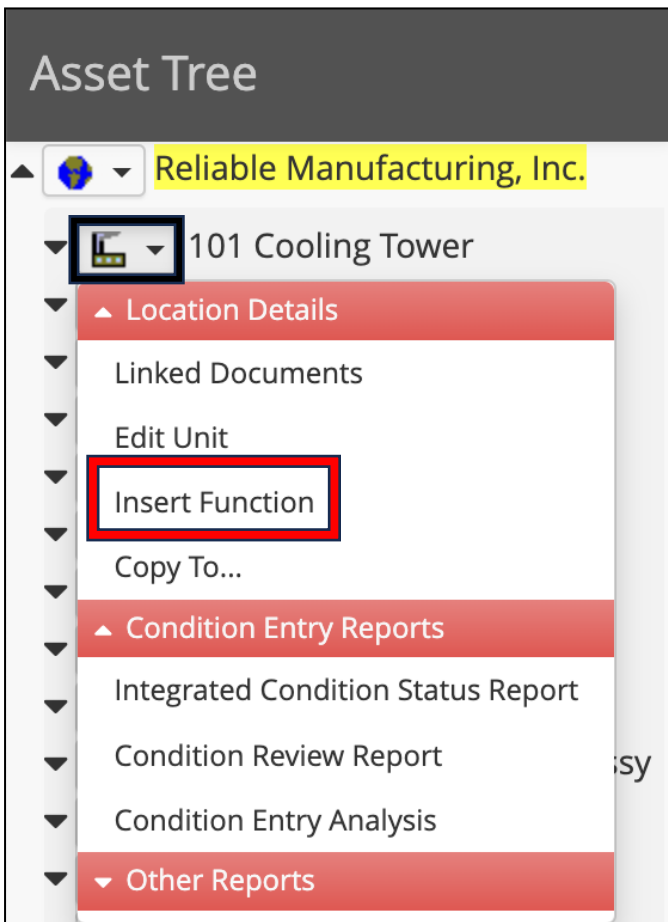 Asset Tree
Reliable Manufacturing, Inc.
101 Cooling Tower
Location Details
Linked Documents
Edit Unit
Insert Function
Copy To...
Condition Entry Reports
Integrated Condition Status Report
Condition Review Report
ssy
Condition Entry Analysis
Other Reports